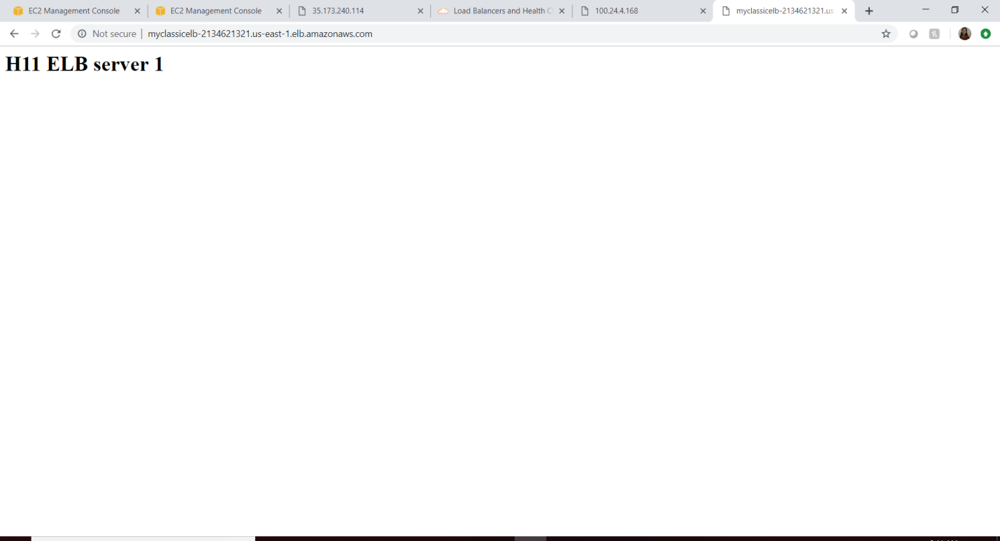 EC2 Management Console
EC2 Management Console
35.173.240.114
Load Balancers and Health C
100.24.4.168
myclassicelb-2134621321.us
Not secure | myclassicelb-2134621321.us-east-1.elb.amazonaws.com
H11 ELB server 1